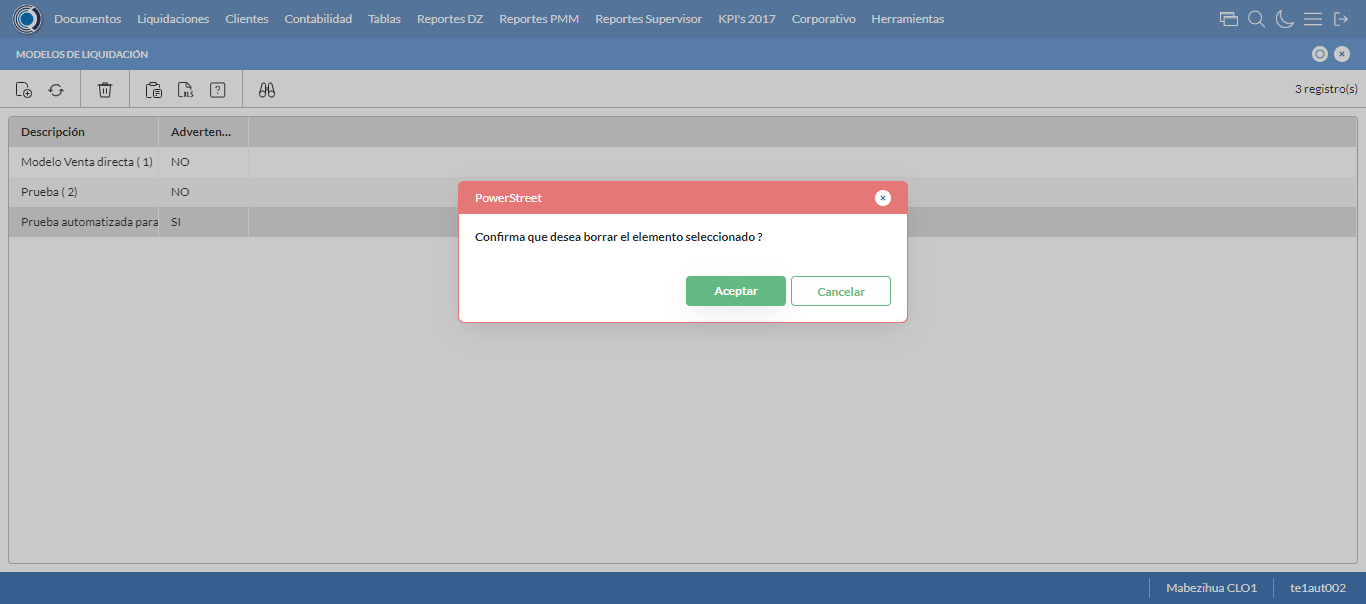 Documentos Liquidaciones Clientes Contabilidad Tablas Reportes DZ Reportes PMM Reportes Supervisor KPI's 2017 Corporativo Herramientas
MODELOS DE LIQUIDACIÓN
XLS ? 3 registro(s)
Descripción Adverten...
Modelo Venta directa ( 1) NO
Prueba ( 2) NO
Prueba automatizada para SI
PowerStreet
Confirma que desea borrar el elemento seleccionado ?
Aceptar Cancelar
Mabezihua CLO1 te1aut002